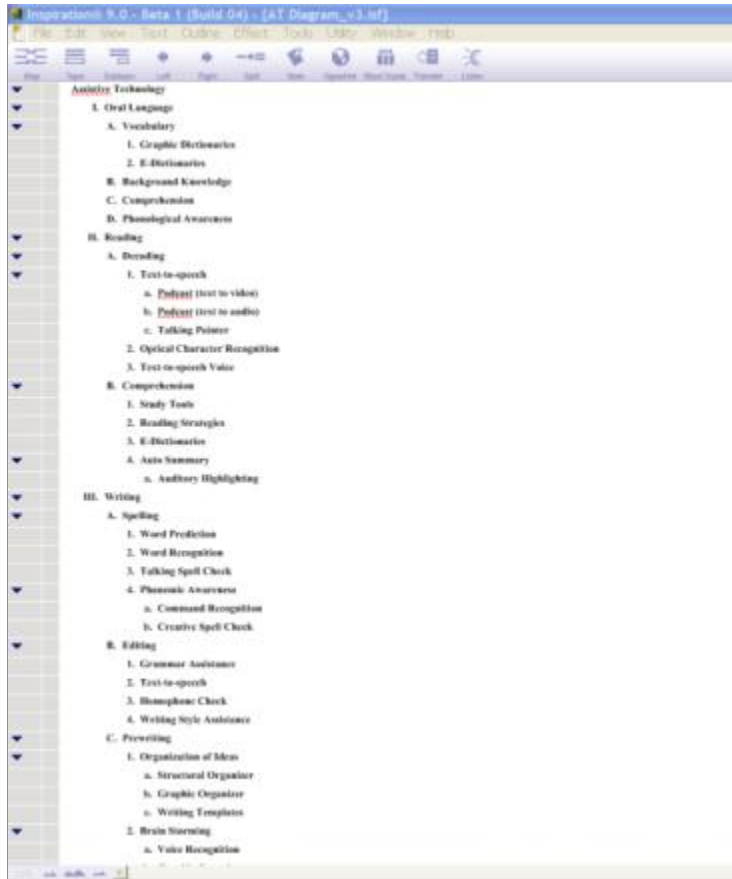 Inspiration® 9.0 - Beta 1 (Build 04) - [AT Diagram_v3.isf]
File Edit View Text Outline Effect Tools Utility Window Help
Assistive Technology
I. Oral Language
A. Vocabulary
1. Graphic Dictionaries
2. E-Dictionaries
B. Background Knowledge
C. Comprehension
D. Phonological Awareness
II. Reading
A. Decoding
1. Text-to-speech
a. Podcast (text to video)
b. Podcast (text to audio)
c. Talking Pointer
2. Optical Character Recognition
3. Text-to-speech Voice
B. Comprehension
1. Study Tools
2. Reading Strategies
3. E-Dictionaries
4. Auto Summary
a. Auditory Highlighting
III. Writing
A. Spelling
1. Word Prediction
2. Word Recognition
3. Talking Spell Check
4. Phonemic Awareness
a. Command Recognition
b. Creative Spell Check
B. Editing
1. Grammar Assistance
2. Text-to-speech
3. Homophone Check
4. Writing Style Assistance
C. Prewriting
1. Organization of Ideas
a. Structural Organizer
b. Graphic Organizer
c. Writing Templates
2. Brain Storming
a. Voice Recognition